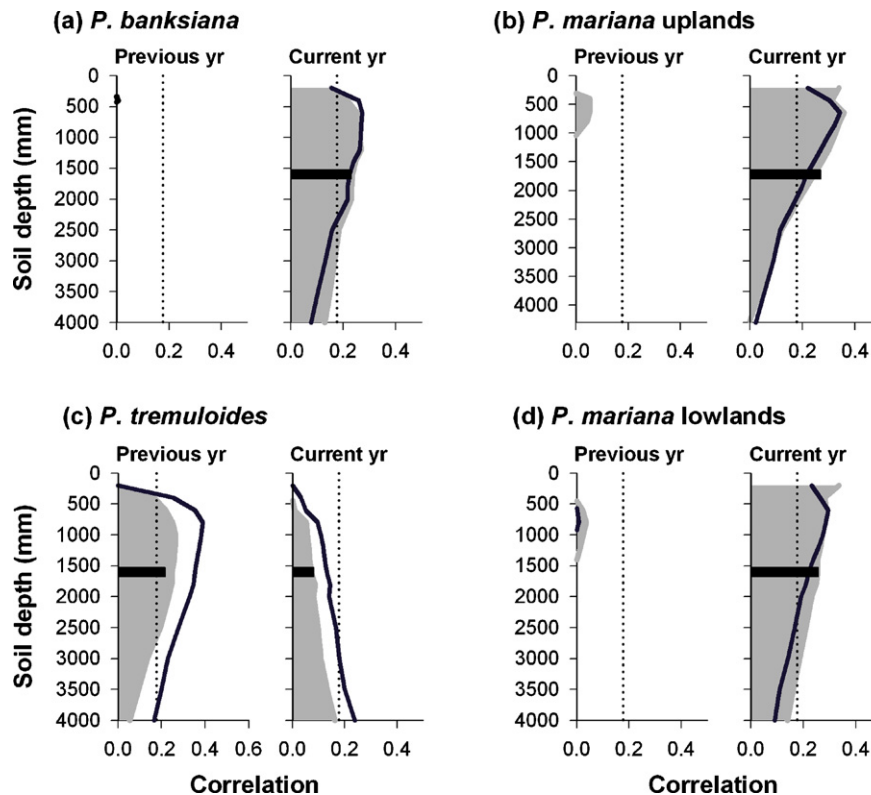 (a) P. banksiana
(b) P. mariana uplands
Previous yr
Current yr
Previous yr
Current yr
Soil depth (mm)
0
500
1000
1500
2000
2500
3000
3500
4000
0
500
1000
1500
2000
2500
3000
3500
4000
0.0 0.2 0.4
0.0 0.2 0.4
0.0 0.2 0.4
0.0 0.2 0.4
(c) P. tremuloides
(d) P. mariana lowlands
Previous yr
Current yr
Previous yr
Current yr
Soil depth (mm)
0
500
1000
1500
2000
2500
3000
3500
4000
0
500
1000
1500
2000
2500
3000
3500
4000
0.0 0.2 0.4 0.6
0.0 0.2 0.4
0.0 0.2 0.4
0.0 0.2 0.4
Correlation
Correlation